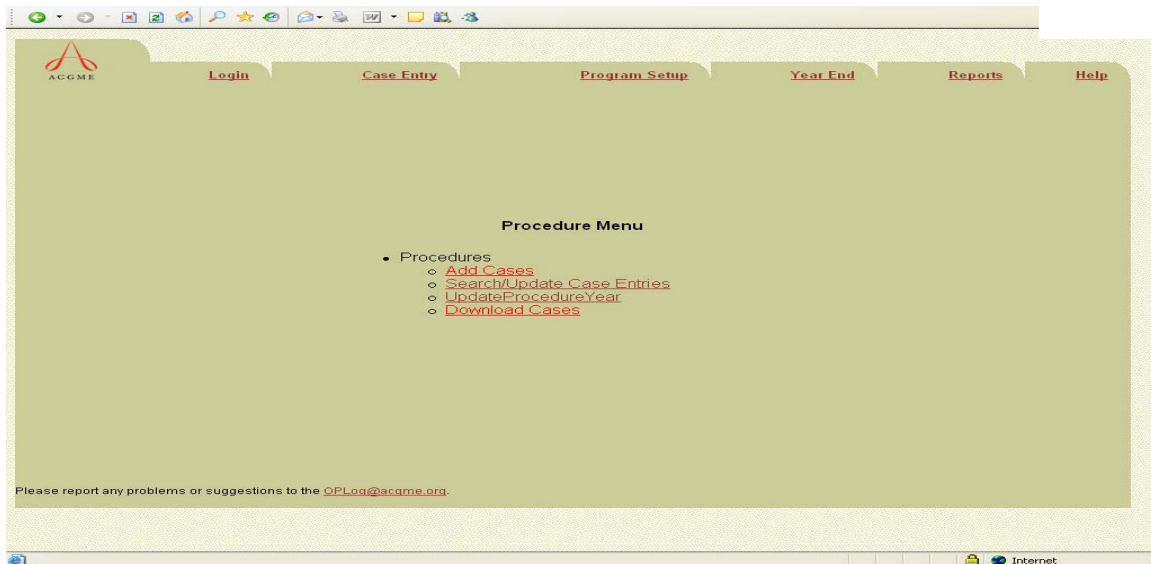 ACGME
Login Case Entry Program Setup Year End Reports Help
Procedure Menu
Procedures
Add Cases
Search/Update Case Entries
UpdateProcedureYear
Download Cases
Please report any problems or suggestions to the OPLog@acgme.org.
Internet